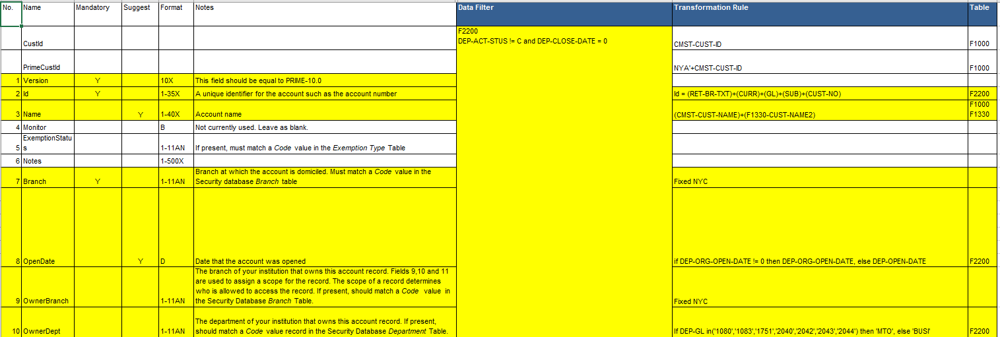 No. Name Mandatory Suggest Format Notes Data Filter Transformation Rule Table
F2200
DEP-ACT-STUS != C and DEP-CLOSE-DATE = 0
CustId CMST-CUST-ID F1000
PrimeCustId NYA'+CMST-CUST-ID F1000
1 Version Y 10X This field should be equal to PRIME-10.0
2 Id Y 1-35X A unique identifier for the account such as the account number Id = (RET-BR-TXT)+(CURR)+(GL)+(SUB)+(CUST-NO) F2200
F1000
3 Name Y 1-40X Account name (CMST-CUST-NAME)+(F1330-CUST-NAME2) F1330
4 Monitor B Not currently used. Leave as blank.
ExemptionStatu
5 s 1-11AN If present, must match a Code value in the Exemption Type Table
6 Notes 1-500X
Branch at which the account is domiciled. Must match a Code value in the
7 Branch Y 1-11AN Security database Branch table Fixed NYC
8 OpenDate Y D Date that the account was opened if DEP-ORG-OPEN-DATE != 0 then DEP-ORG-OPEN-DATE, else DEP-OPEN-DATE F2200
The branch of your institution that owns this account record. Fields 9,10 and 11
are used to assign a scope for the record. The scope of a record determines
who is allowed to access the record. If present, should match a Code value in
9 OwnerBranch 1-11AN the Security Database Branch Table. Fixed NYC
The department of your institution that owns this account record. If present,
10 OwnerDept 1-11AN should match a Code value record in the Security Database Department Table. If DEP-GL in('1080','1083','1751','2040','2042','2043','2044') then 'MTO', else 'BUSI' F2200